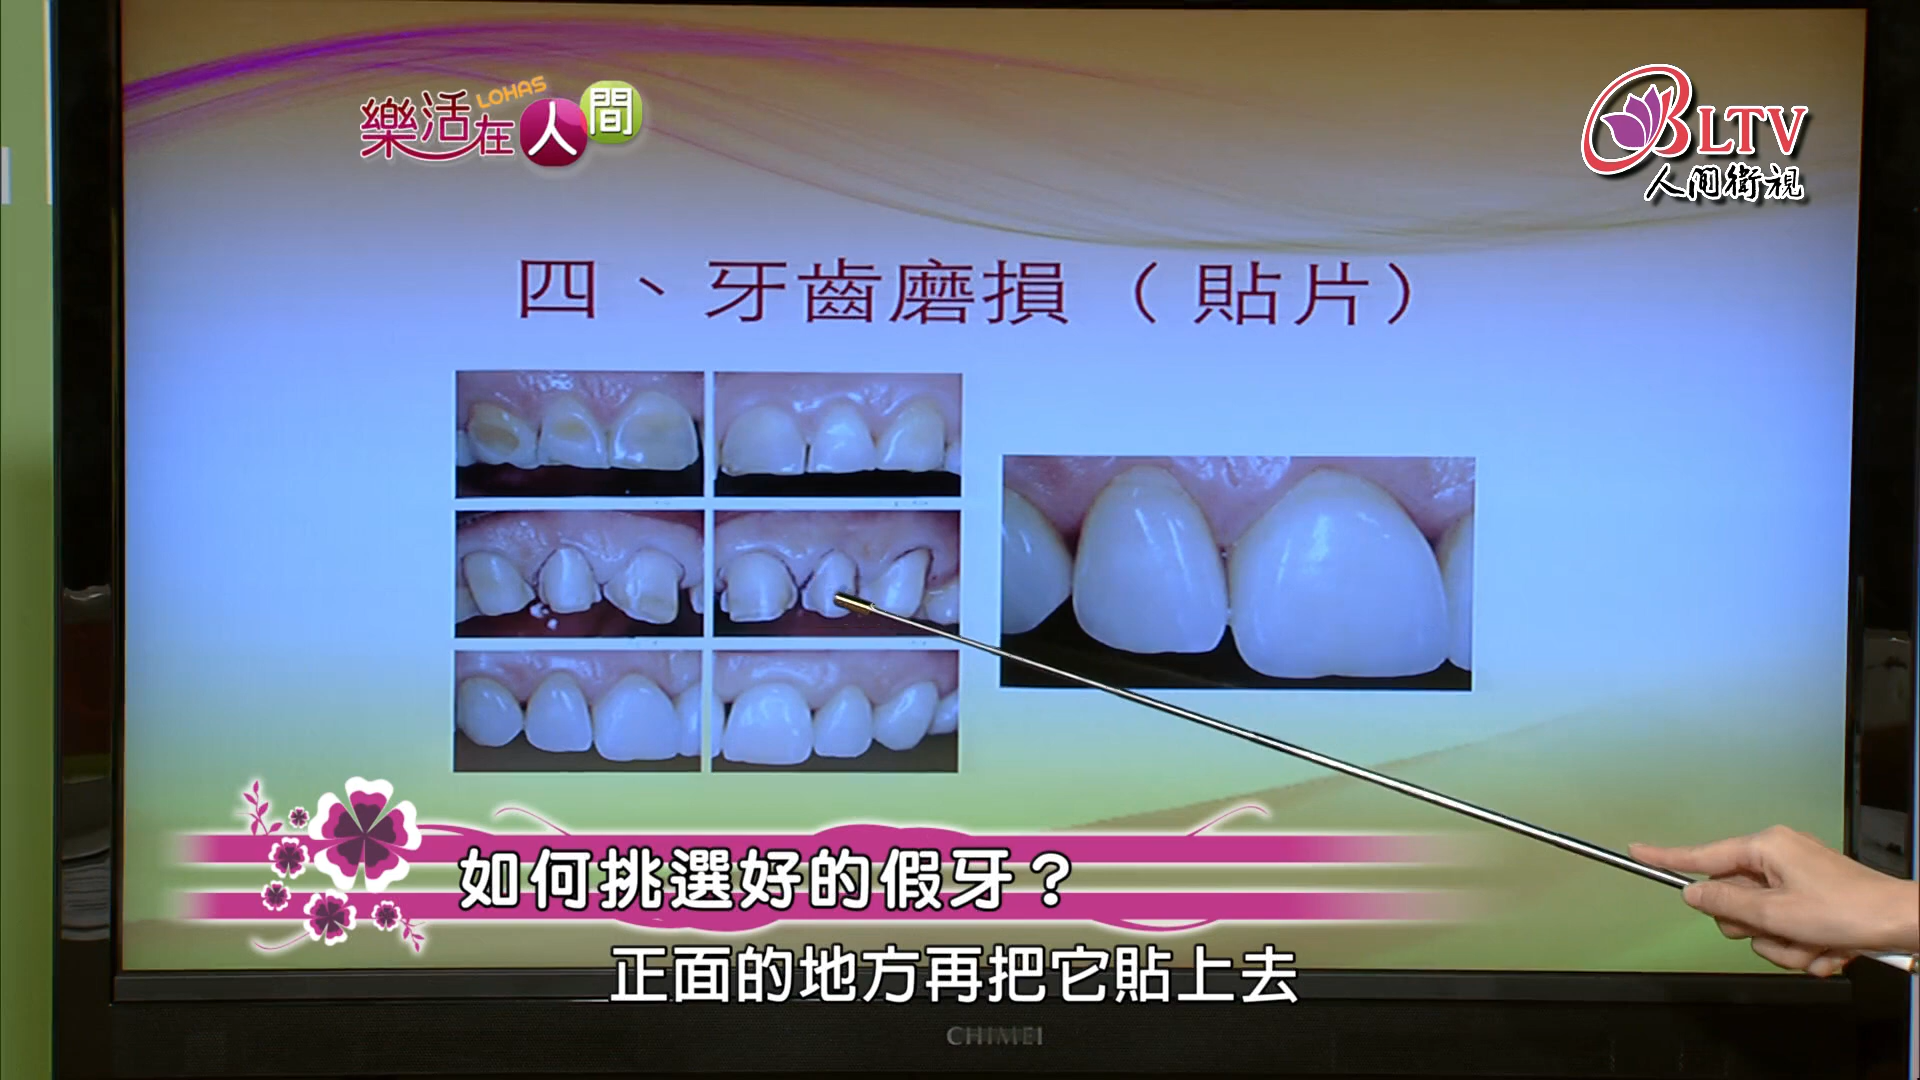 樂活在人間
LOHAS
BLTV
人間衛視
四、牙齒磨損（貼片）
如何挑選好的假牙？
正面的地方再把它貼上去
CHIMEI